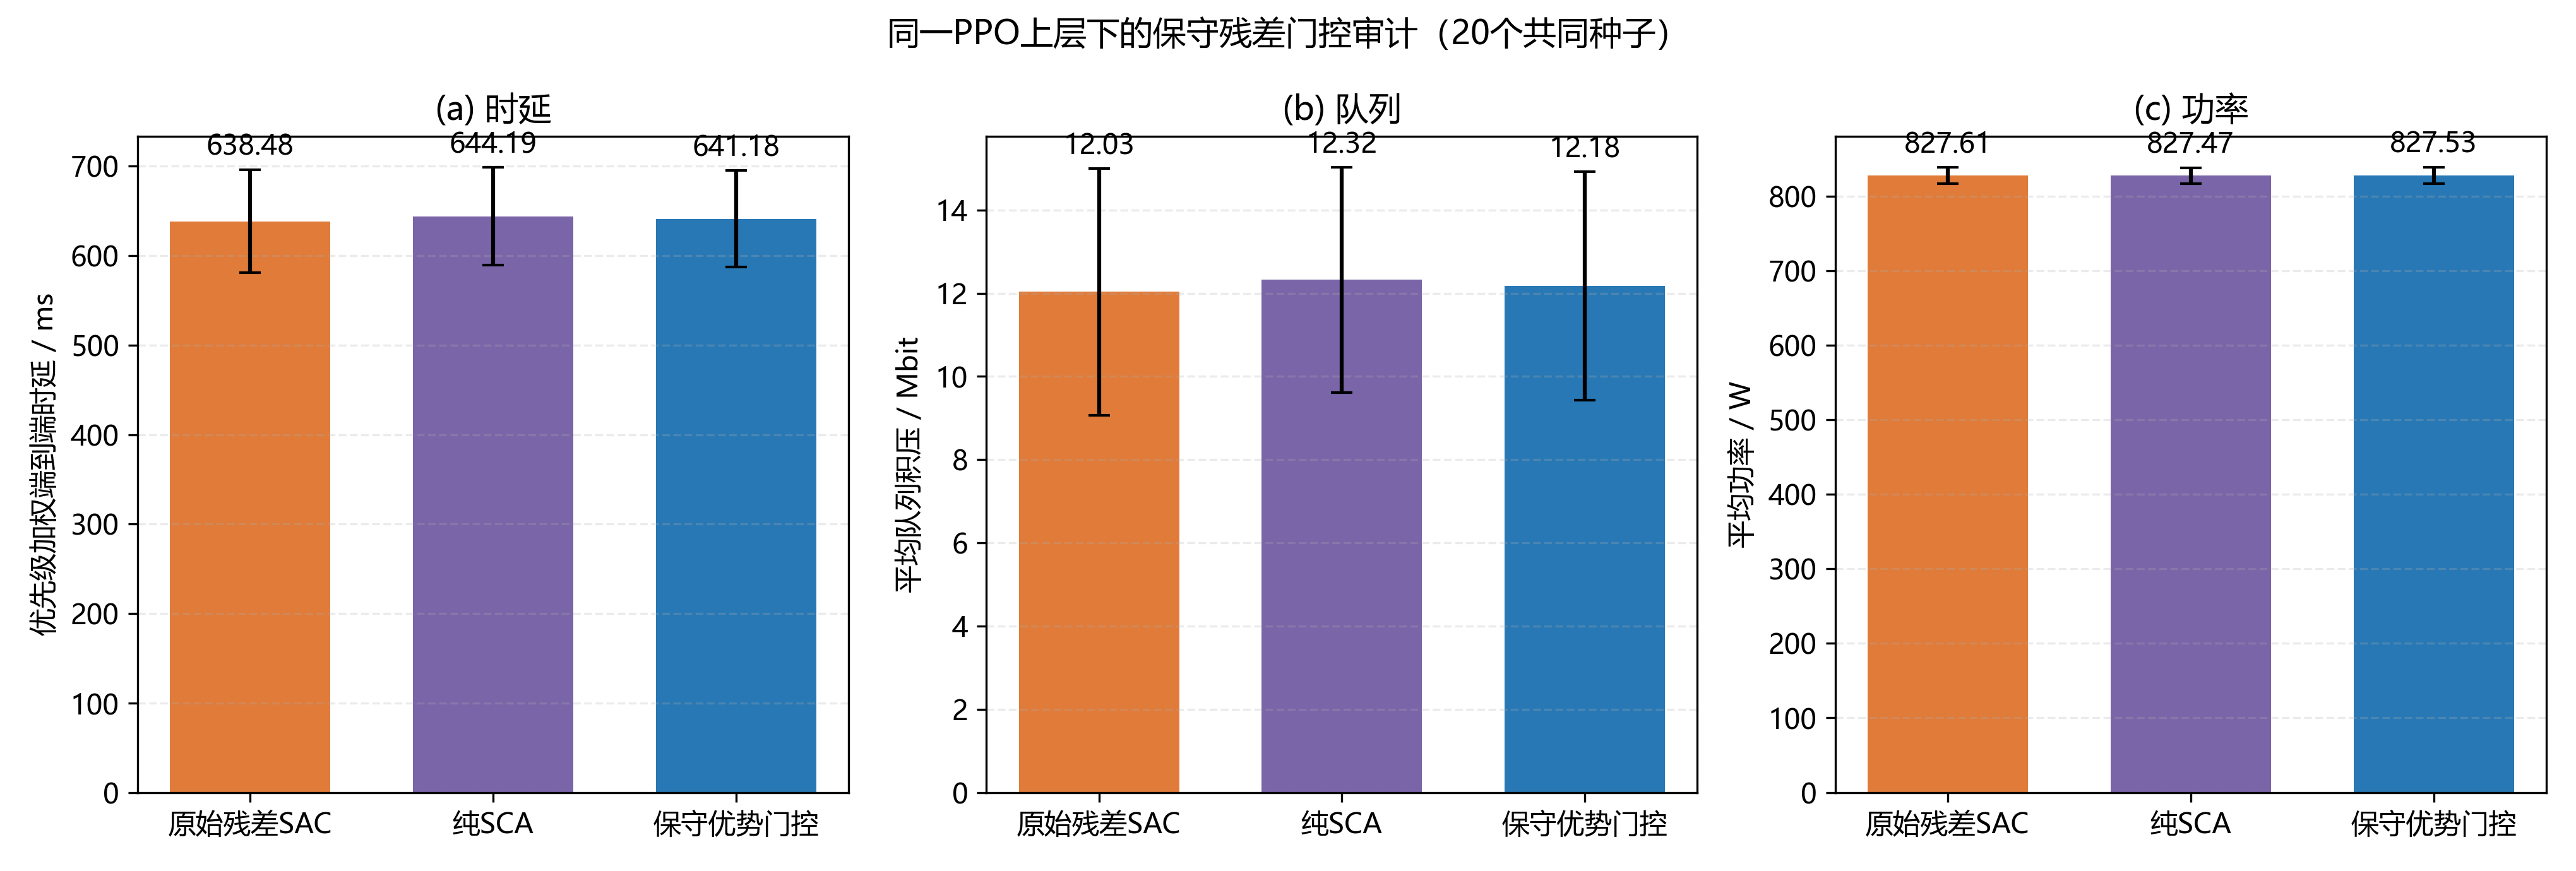 同一PPO上层下的保守残差门控审计（20个共同种子）
(a) 时延
优先级加权端到端时延 / ms
700
600
500
400
300
200
100
0
638.48
644.19
641.18
原始残差SAC
纯SCA
保守优势门控
(b) 队列
平均队列积压 / Mbit
14
12
10
8
6
4
2
0
12.03
12.32
12.18
原始残差SAC
纯SCA
保守优势门控
(c) 功率
平均功率 / W
800
700
600
500
400
300
200
100
0
827.61
827.47
827.53
原始残差SAC
纯SCA
保守优势门控